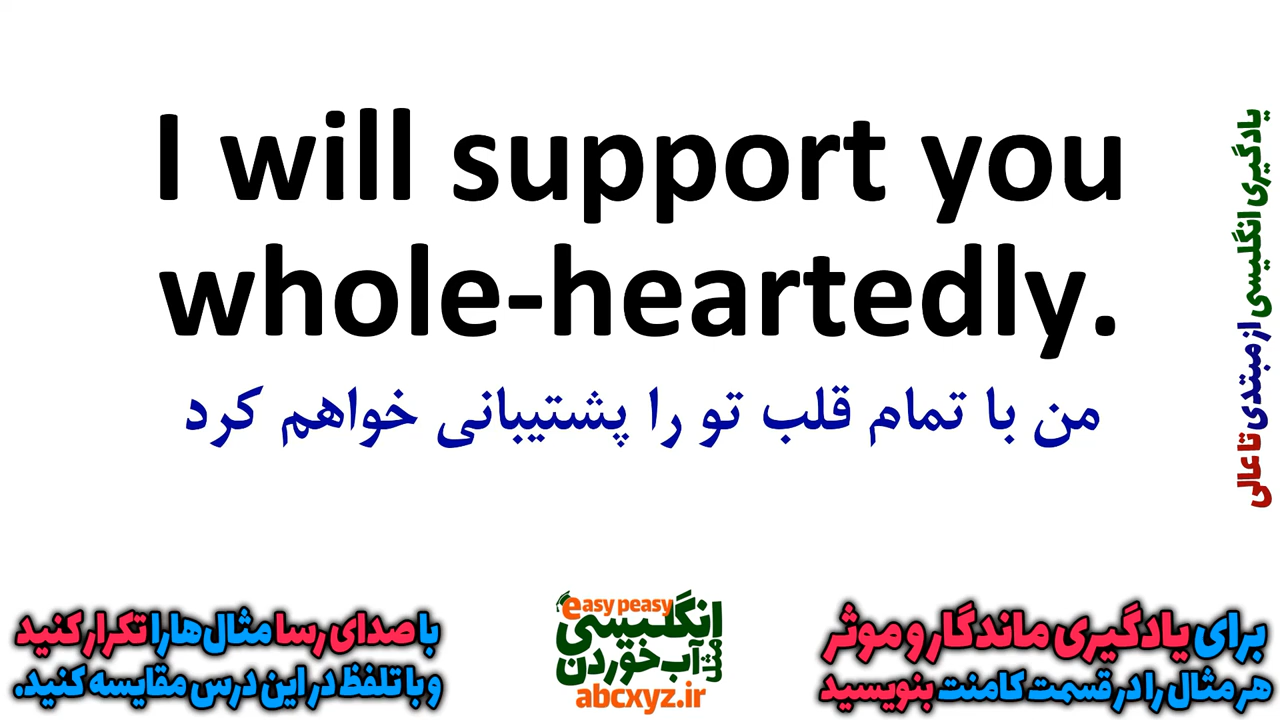 I will support you
whole-heartedly.
من با تمام قلب تو را پشتیبانی خواهم کرد
یادگیری انگلیسی از مبتدی تا عالی
برای یادگیری ماندگار و موثر
هر مثال را در قسمت کامنت بنویسید
easy peasy
انگلیسی
مثل
آب خوردن
abcxyz.ir
با صدای رسا مثال‌ها را تکرار کنید
و با تلفظ در این درس مقایسه کنید.